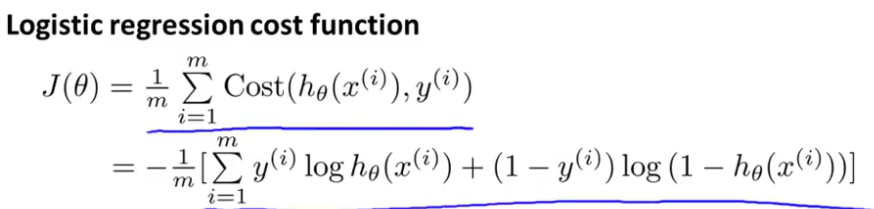 Logistic regression cost function
J(θ) = 1/m ∑_{i=1}^{m} Cost(h_θ(x^{(i)}), y^{(i)})
= −1/m [∑_{i=1}^{m} y^{(i)} log h_θ(x^{(i)}) + (1 − y^{(i)}) log (1 − h_θ(x^{(i)}))]